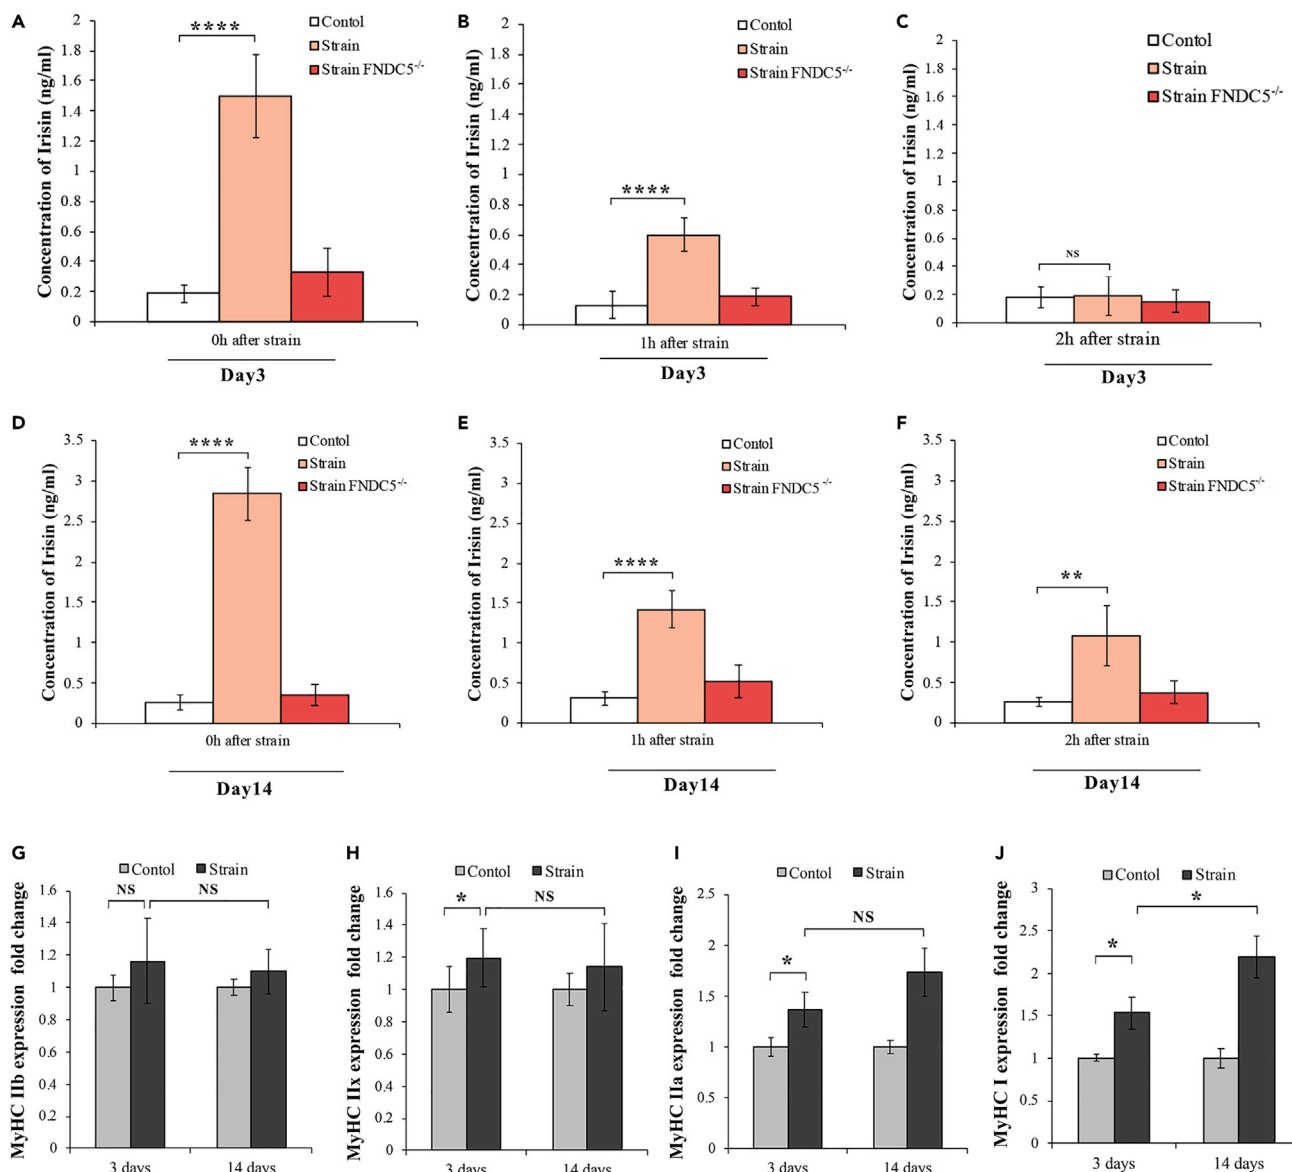 A
Concentration of Irisin (ng/ml)
2
1.8
1.6
1.4
1.2
1
0.8
0.6
0.4
0.2
0
****
Contol
Strain
Strain FNDC5-/-
0h after strain
Day3
B
Concentration of Irisin (ng/ml)
2
1.8
1.6
1.4
1.2
1
0.8
0.6
0.4
0.2
0
****
Contol
Strain
Strain FNDC5-/-
1h after strain
Day3
C
Concentration of Irisin (ng/ml)
2
1.8
1.6
1.4
1.2
1
0.8
0.6
0.4
0.2
0
NS
Contol
Strain
Strain FNDC5-/-
2h after strain
Day3
D
Concentration of Irisin (ng/ml)
3.5
3
2.5
2
1.5
1
0.5
0
****
Contol
Strain
Strain FNDC5-/-
0h after strain
Day14
E
Concentration of Irisin (ng/ml)
3.5
3
2.5
2
1.5
1
0.5
0
****
Contol
Strain
Strain FNDC5 -/-
1h after strain
Day14
F
Concentration of Irisin (ng/ml)
3.5
3
2.5
2
1.5
1
0.5
0
**
Contol
Strain
Strain FNDC5-/-
2h after strain
Day14
G
Contol Strain
MyHC IIb expression fold change
1.6
1.4
1.2
1
0.8
0.6
0.4
0.2
0
NS NS
3 days 14 days
H
Contol Strain
MyHC IIx expression fold change
1.6
1.4
1.2
1
0.8
0.6
0.4
0.2
0
* NS
3 days 14 days
I
Contol Strain
MyHC IIa expression fold change
2.5
2
1.5
1
0.5
0
* NS
3 days 14 days
J
Contol Strain
MyHC I expression fold change
3
2.5
2
1.5
1
0.5
0
* *
3 days 14 days